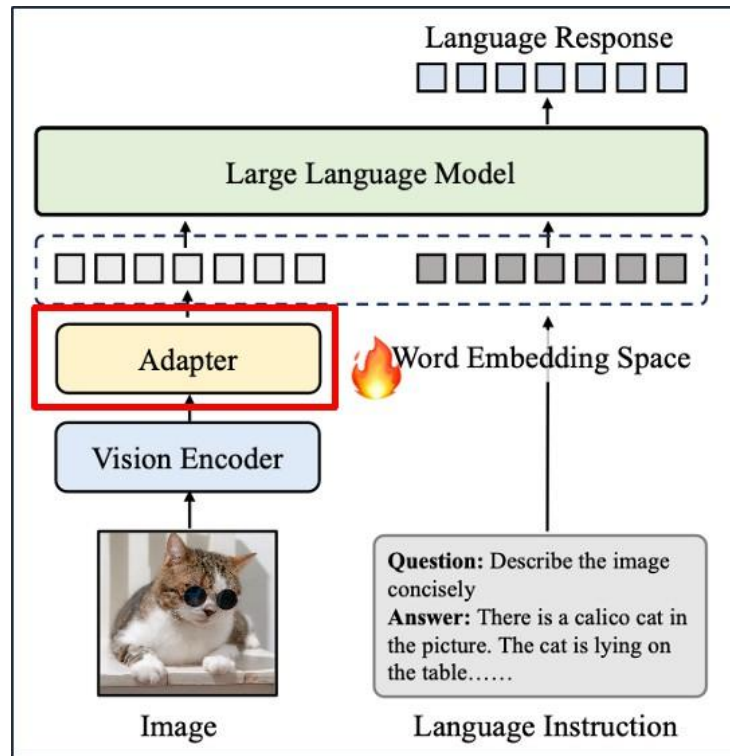 Language Response
Large Language Model
Adapter
Word Embedding Space
Vision Encoder
Question: Describe the image
concisely
Answer: There is a calico cat in
the picture. The cat is lying on
the table......
Image
Language Instruction